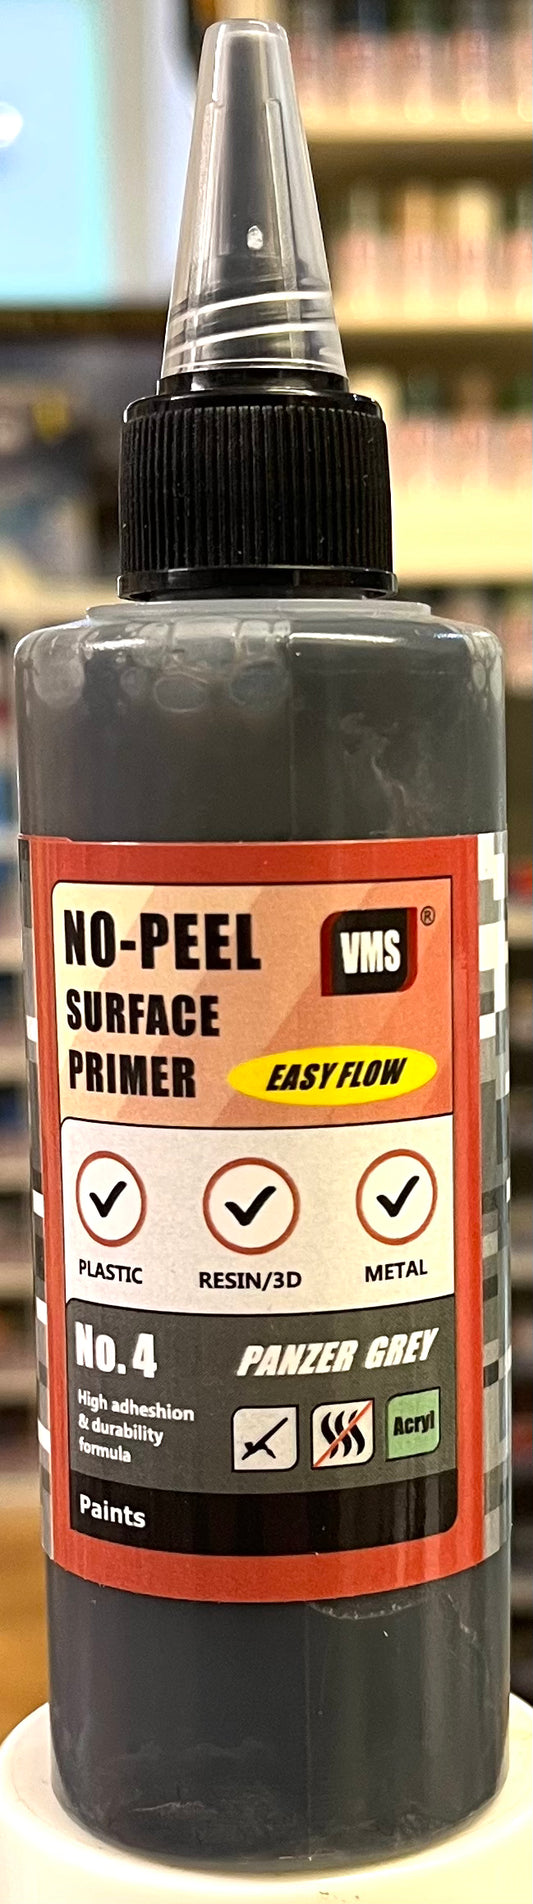 NO-PEEL
SURFACE
PRIMER
VMS ®
EASY FLOW
PLASTIC
RESIN/3D
METAL
No.4
PANZER GREY
High adheshion
& durability
formula
Acryl
Paints